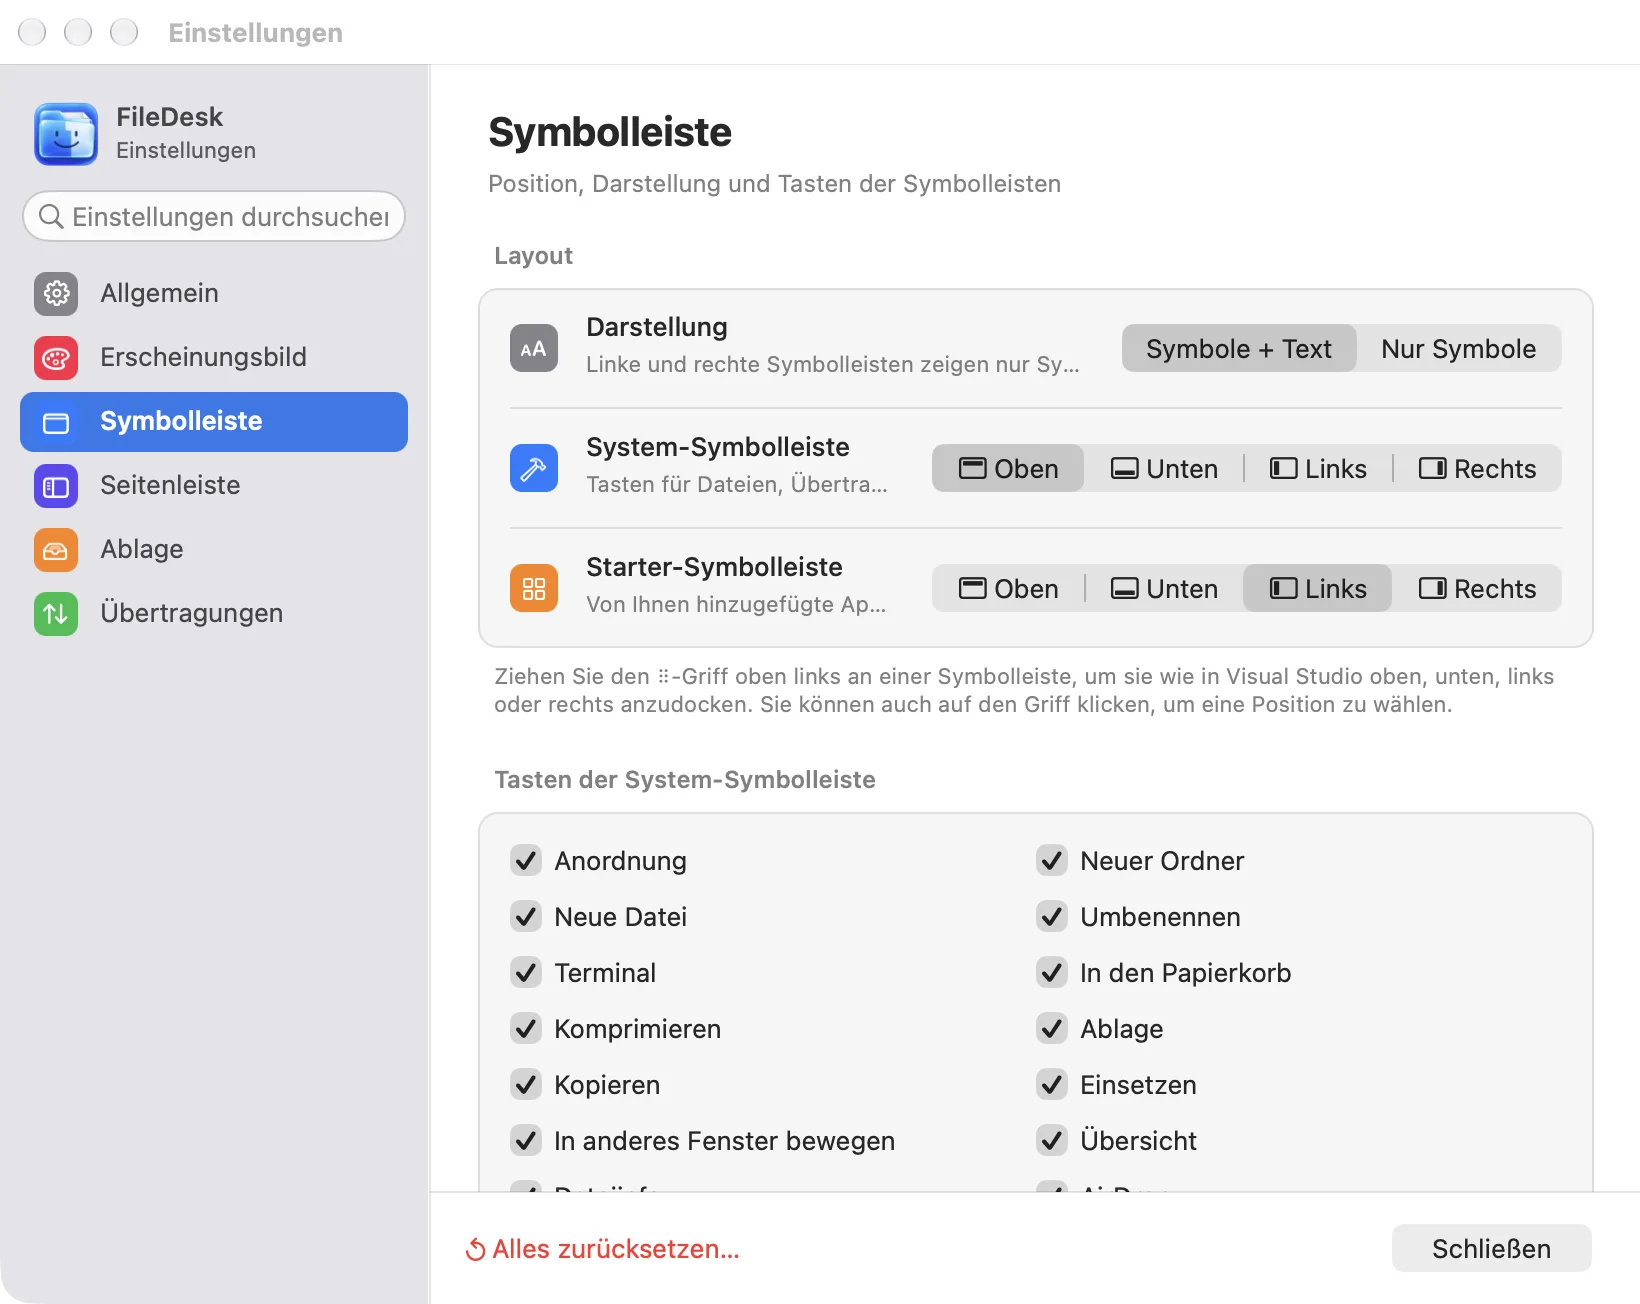 Einstellungen
FileDesk
Einstellungen
Allgemein
Erscheinungsbild
Symbolleiste
Seitenleiste
Ablage
Übertragungen
Symbolleiste
Position, Darstellung und Tasten der Symbolleisten
Layout
AA
Darstellung
Linke und rechte Symbolleisten zeigen nur Sy...
Symbole + Text
Nur Symbole
System-Symbolleiste
Tasten für Dateien, Übertra...
Oben
Unten
Links
Rechts
Starter-Symbolleiste
Von Ihnen hinzugefügte Ap...
Oben
Unten
Links
Rechts
Ziehen Sie den ⠿-Griff oben links an einer Symbolleiste, um sie wie in Visual Studio oben, unten, links
oder rechts anzudocken. Sie können auch auf den Griff klicken, um eine Position zu wählen.
Tasten der System-Symbolleiste
Anordnung
Neuer Ordner
Neue Datei
Umbenennen
Terminal
In den Papierkorb
Komprimieren
Ablage
Kopieren
Einsetzen
In anderes Fenster bewegen
Übersicht
Alles zurücksetzen...
Schließen
Einstellungen durchsuchen